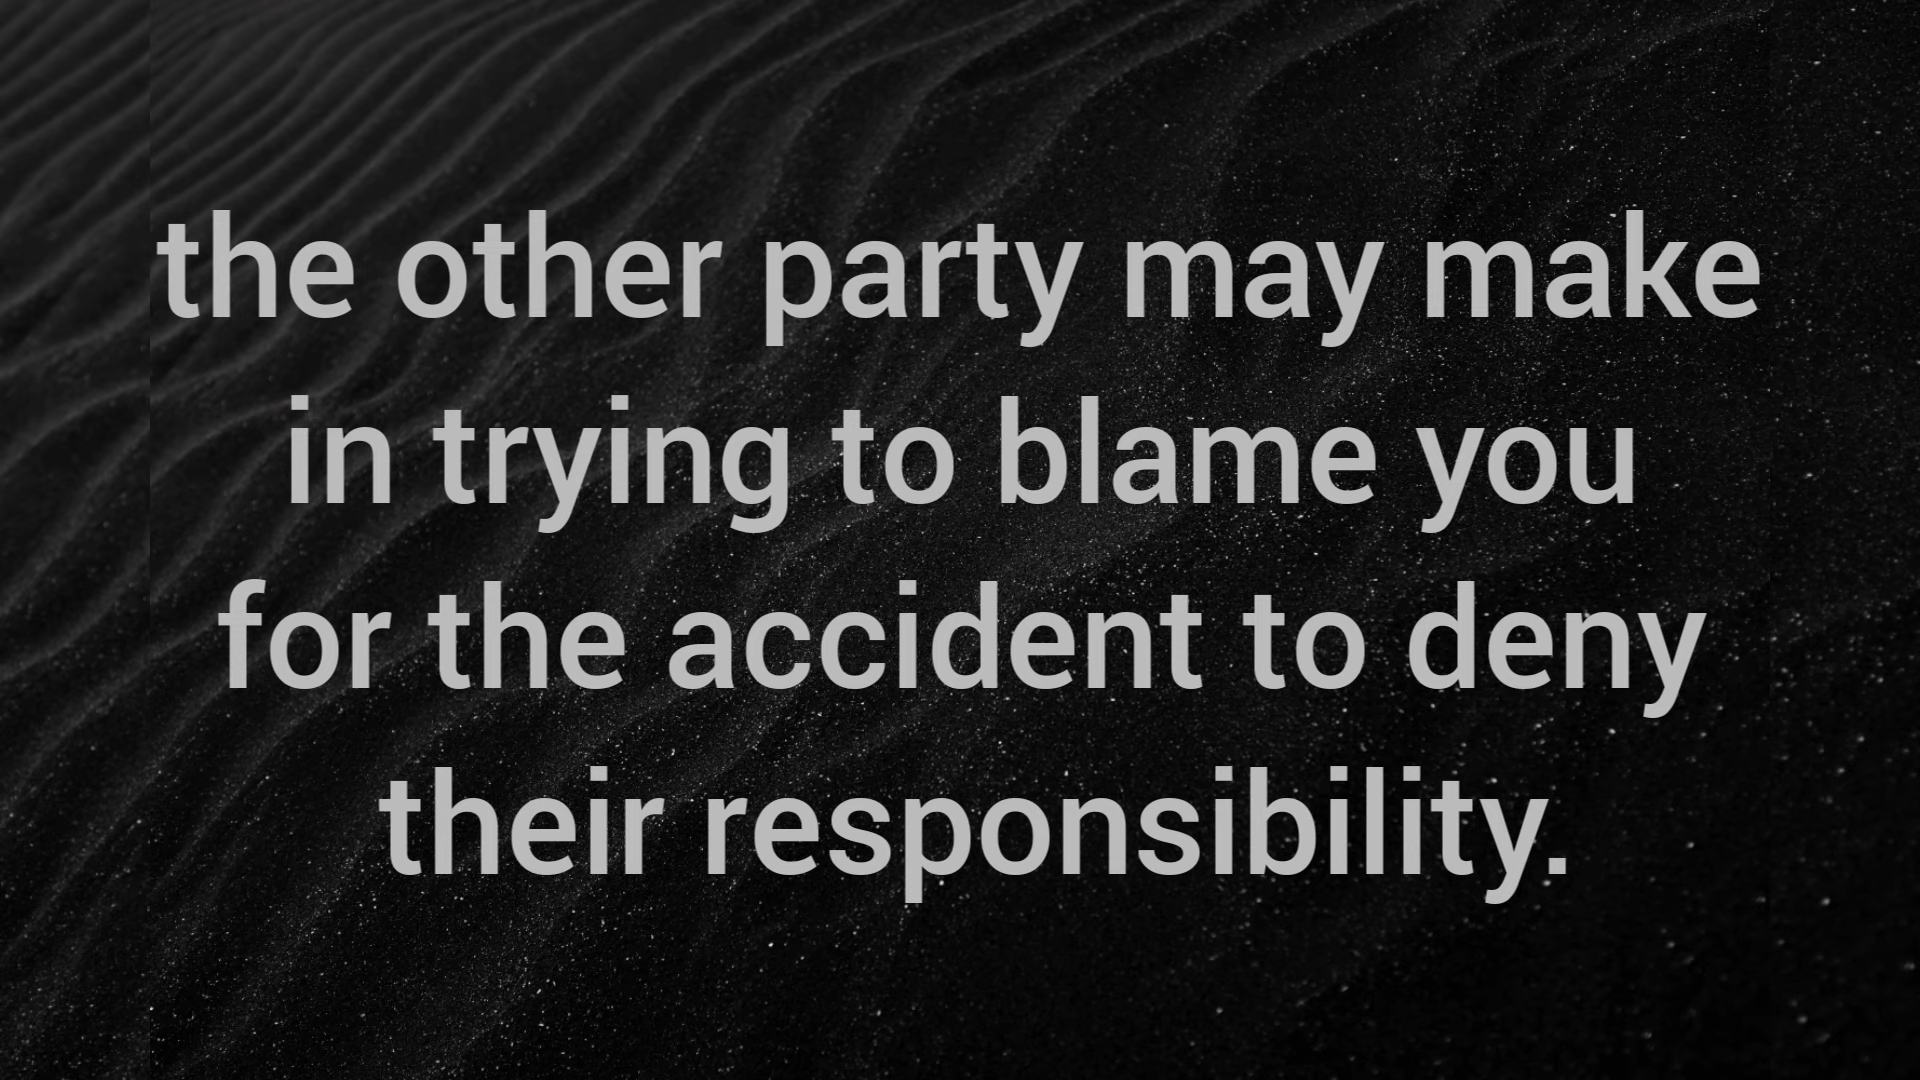 the other party may make
in trying to blame you
for the accident to deny
their responsibility.